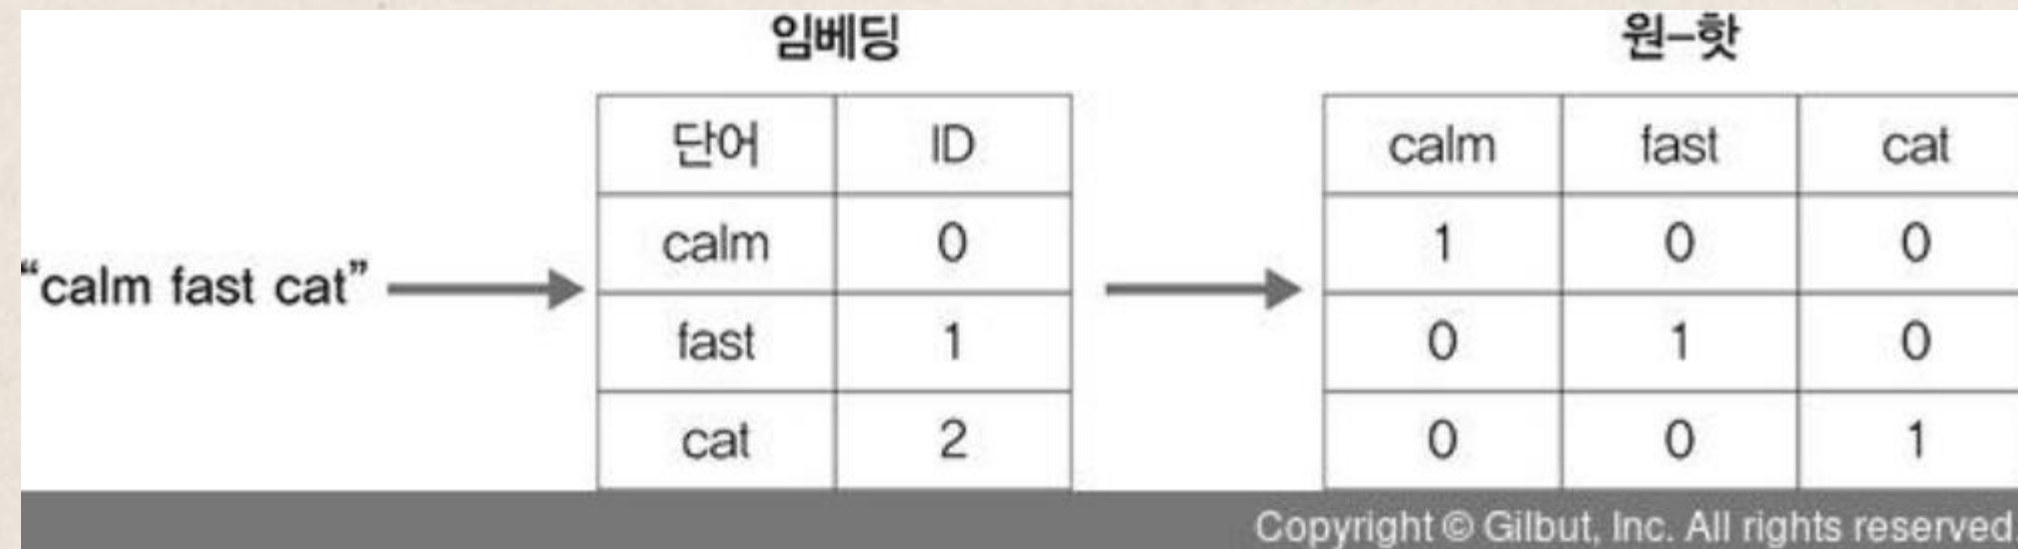 임베딩
원-핫
단어 ID
calm fast cat
calm 0
1 0 0
“calm fast cat”
fast 1
0 1 0
cat 2
0 0 1
Copyright © Gilbut, Inc. All rights reserved.